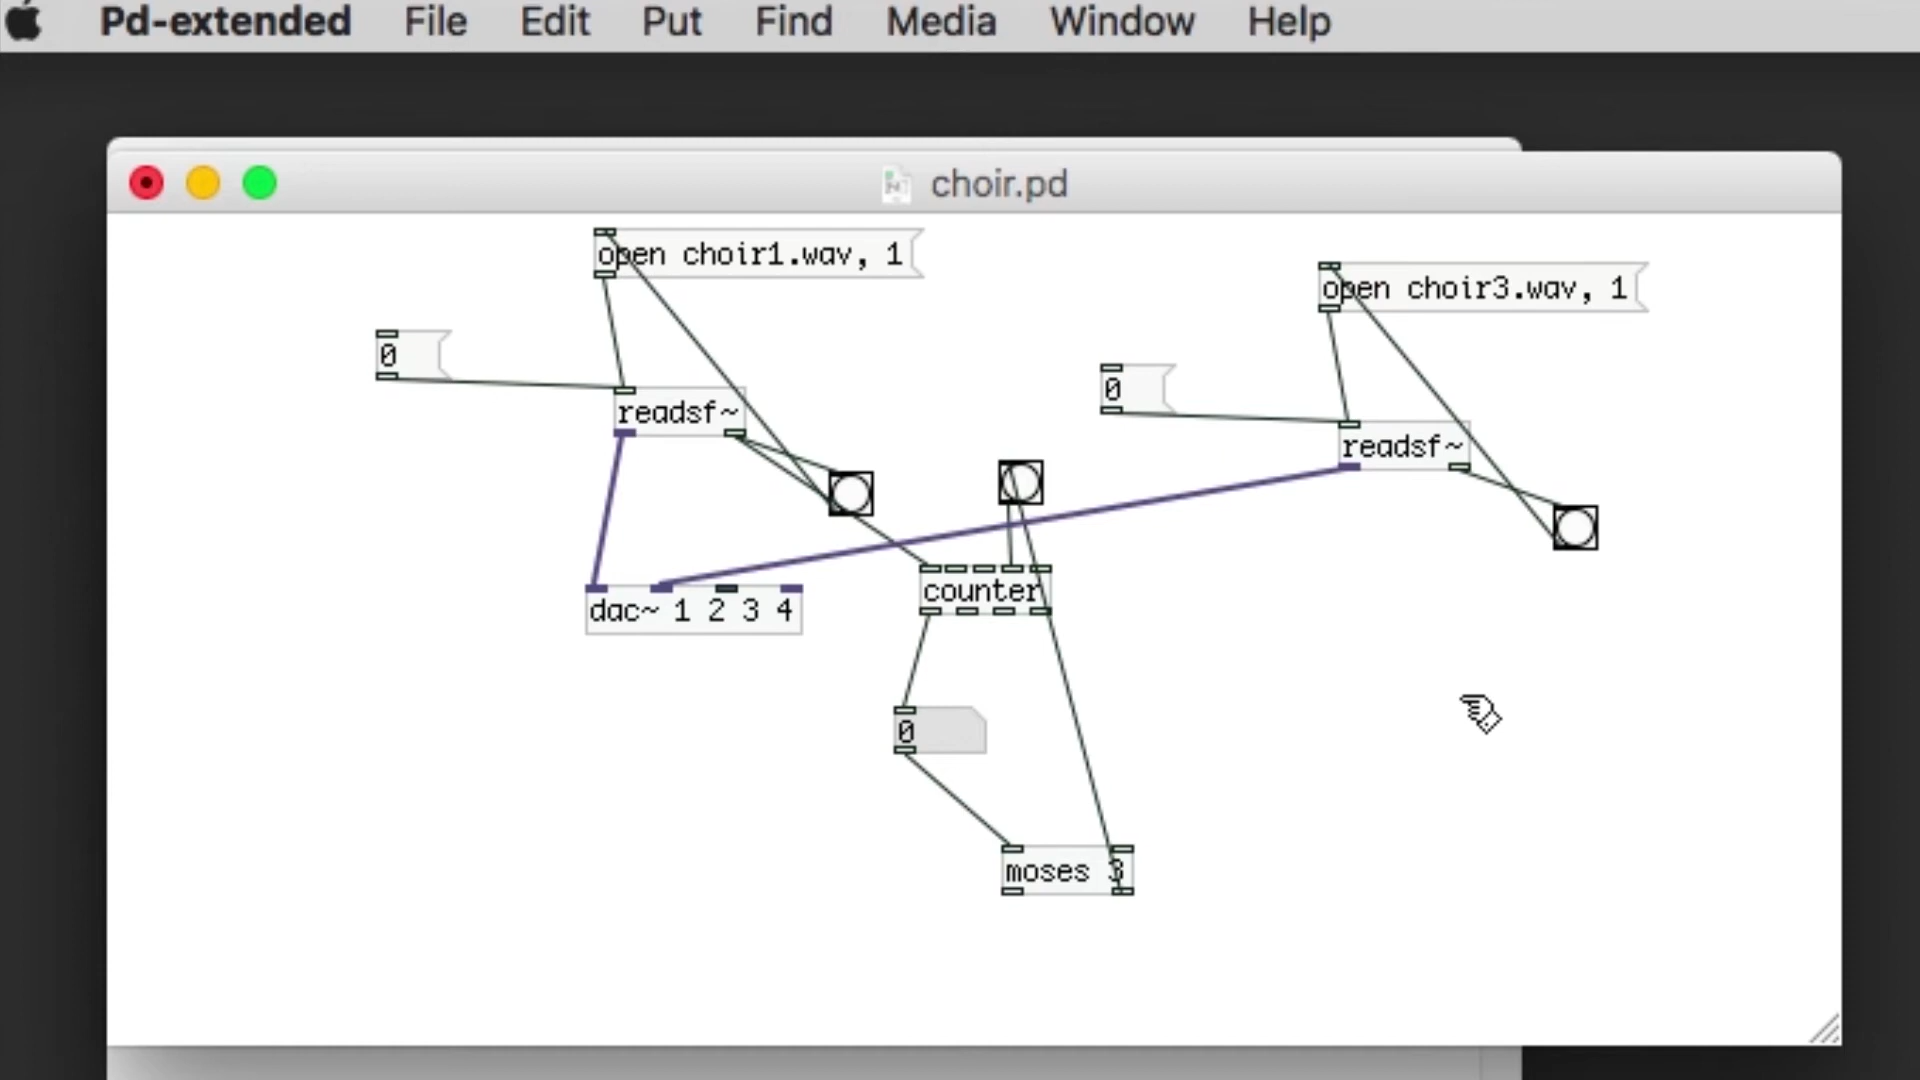 Pd-extended File Edit Put Find Media Window Help
choir.pd
open choir1.wav, 1
open choir3.wav, 1
0
0
readsf~
readsf~
counter
dac~ 1 2 3 4
0
moses 3